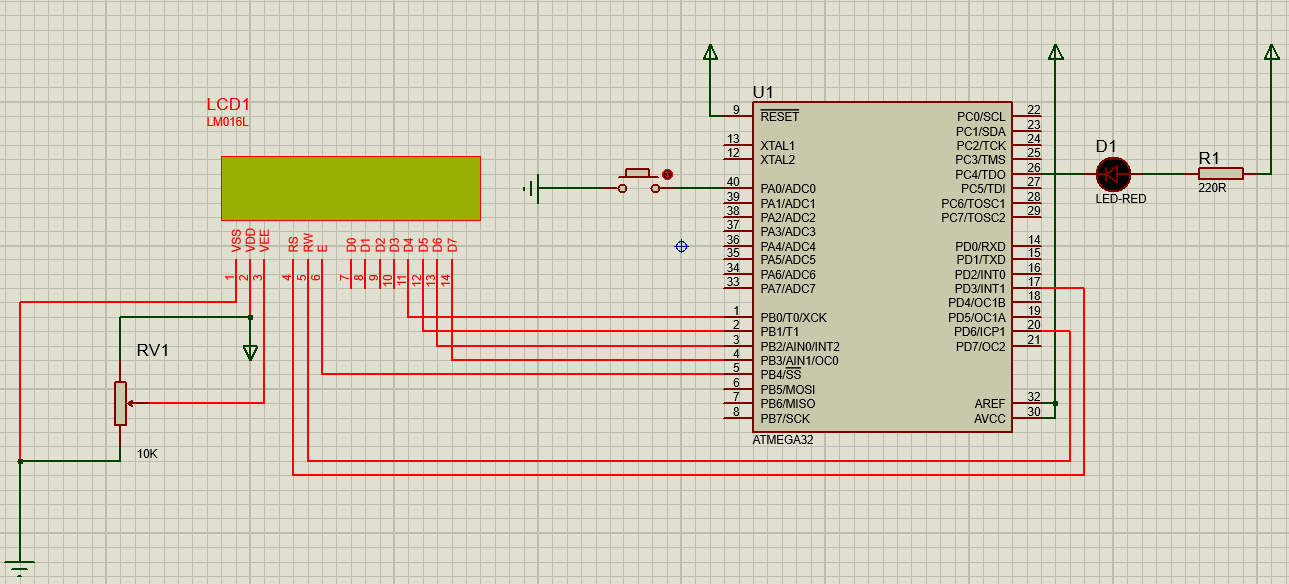 LCD1
LM016L
VSS
VDD
VEE
RS
RW
E
D0
D1
D2
D3
D4
D5
D6
D7
1
2
3
4
5
6
7
8
9
10
11
12
13
14
RV1
10K
U1
9 RESET
13 XTAL1
12 XTAL2
40 PA0/ADC0
39 PA1/ADC1
38 PA2/ADC2
37 PA3/ADC3
36 PA4/ADC4
35 PA5/ADC5
34 PA6/ADC6
33 PA7/ADC7
1 PB0/T0/XCK
2 PB1/T1
3 PB2/AIN0/INT2
4 PB3/AIN1/OC0
5 PB4/SS
6 PB5/MOSI
7 PB6/MISO
8 PB7/SCK
PC0/SCL 22
PC1/SDA 23
PC2/TCK 24
PC3/TMS 25
PC4/TDO 26
PC5/TDI 27
PC6/TOSC1 28
PC7/TOSC2 29
PD0/RXD 14
PD1/TXD 15
PD2/INT0 16
PD3/INT1 17
PD4/OC1B 18
PD5/OC1A 19
PD6/ICP1 20
PD7/OC2 21
AREF 32
AVCC 30
ATMEGA32
D1
LED-RED
R1
220R